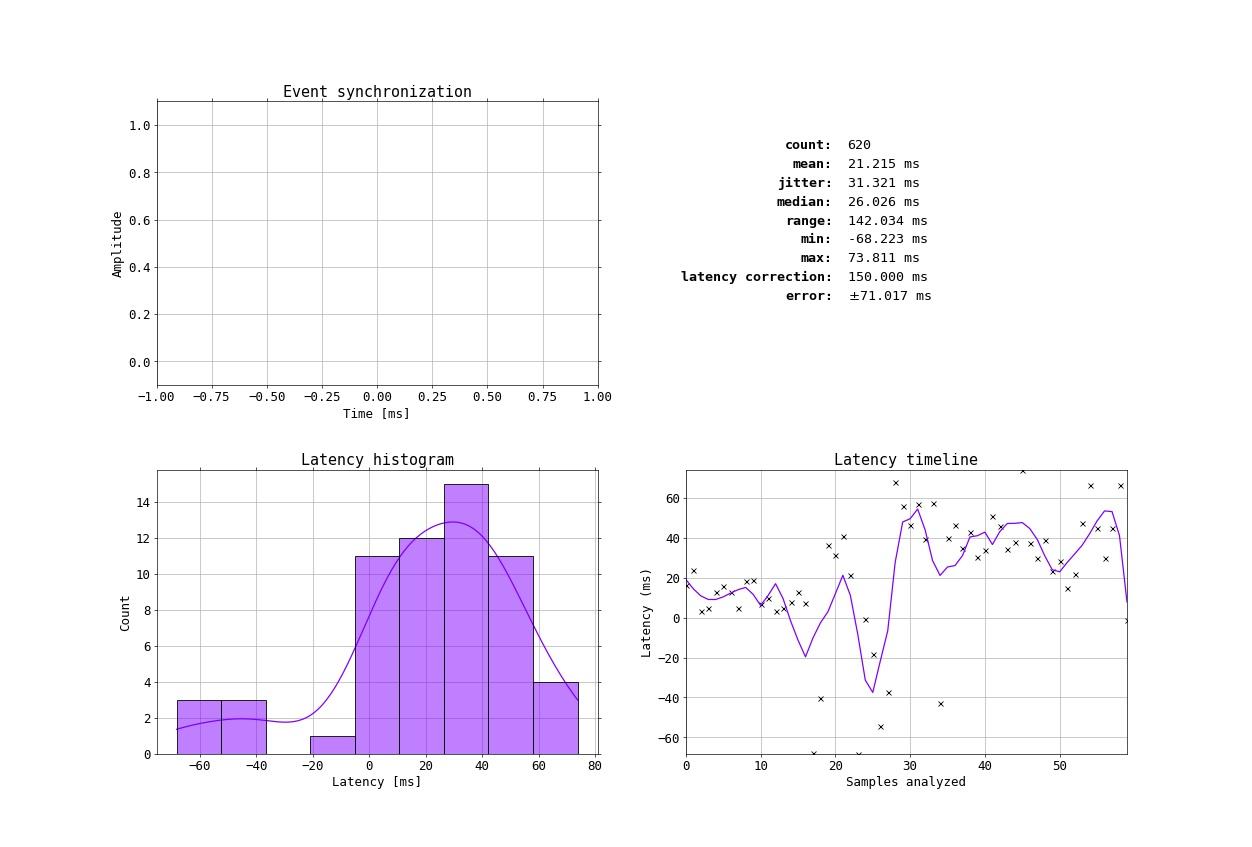 Event synchronization
1.0
0.8
0.6
0.4
0.2
0.0
Amplitude
−1.00 −0.75 −0.50 −0.25 0.00 0.25 0.50 0.75 1.00
Time [ms]
count: 620
mean: 21.215 ms
jitter: 31.321 ms
median: 26.026 ms
range: 142.034 ms
min: -68.223 ms
max: 73.811 ms
latency correction: 150.000 ms
error: ±71.017 ms
Latency histogram
14
12
10
8
6
4
2
0
Count
−60 −40 −20 0 20 40 60 80
Latency [ms]
Latency timeline
60
40
20
0
−20
−40
−60
Latency (ms)
0 10 20 30 40 50
Samples analyzed